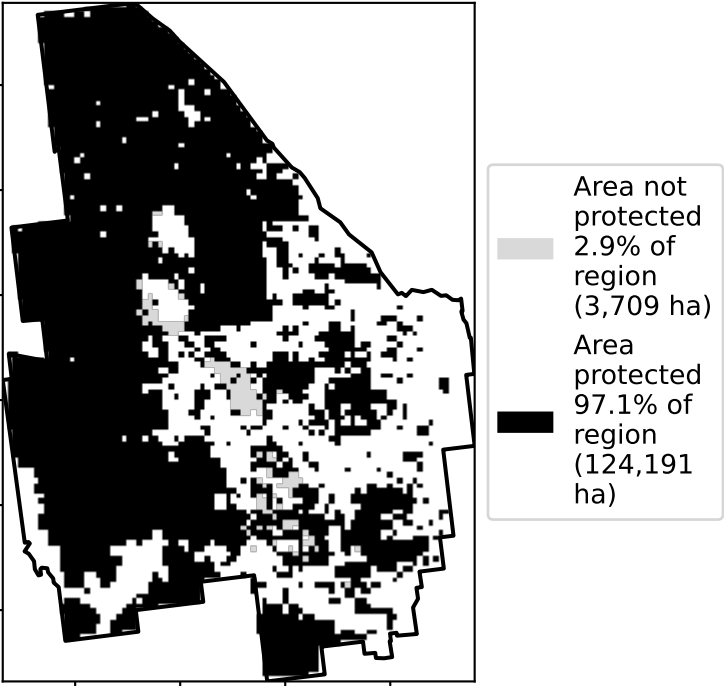 Area not
protected
2.9% of
region
(3,709 ha)
Area
protected
97.1% of
region
(124,191
ha)